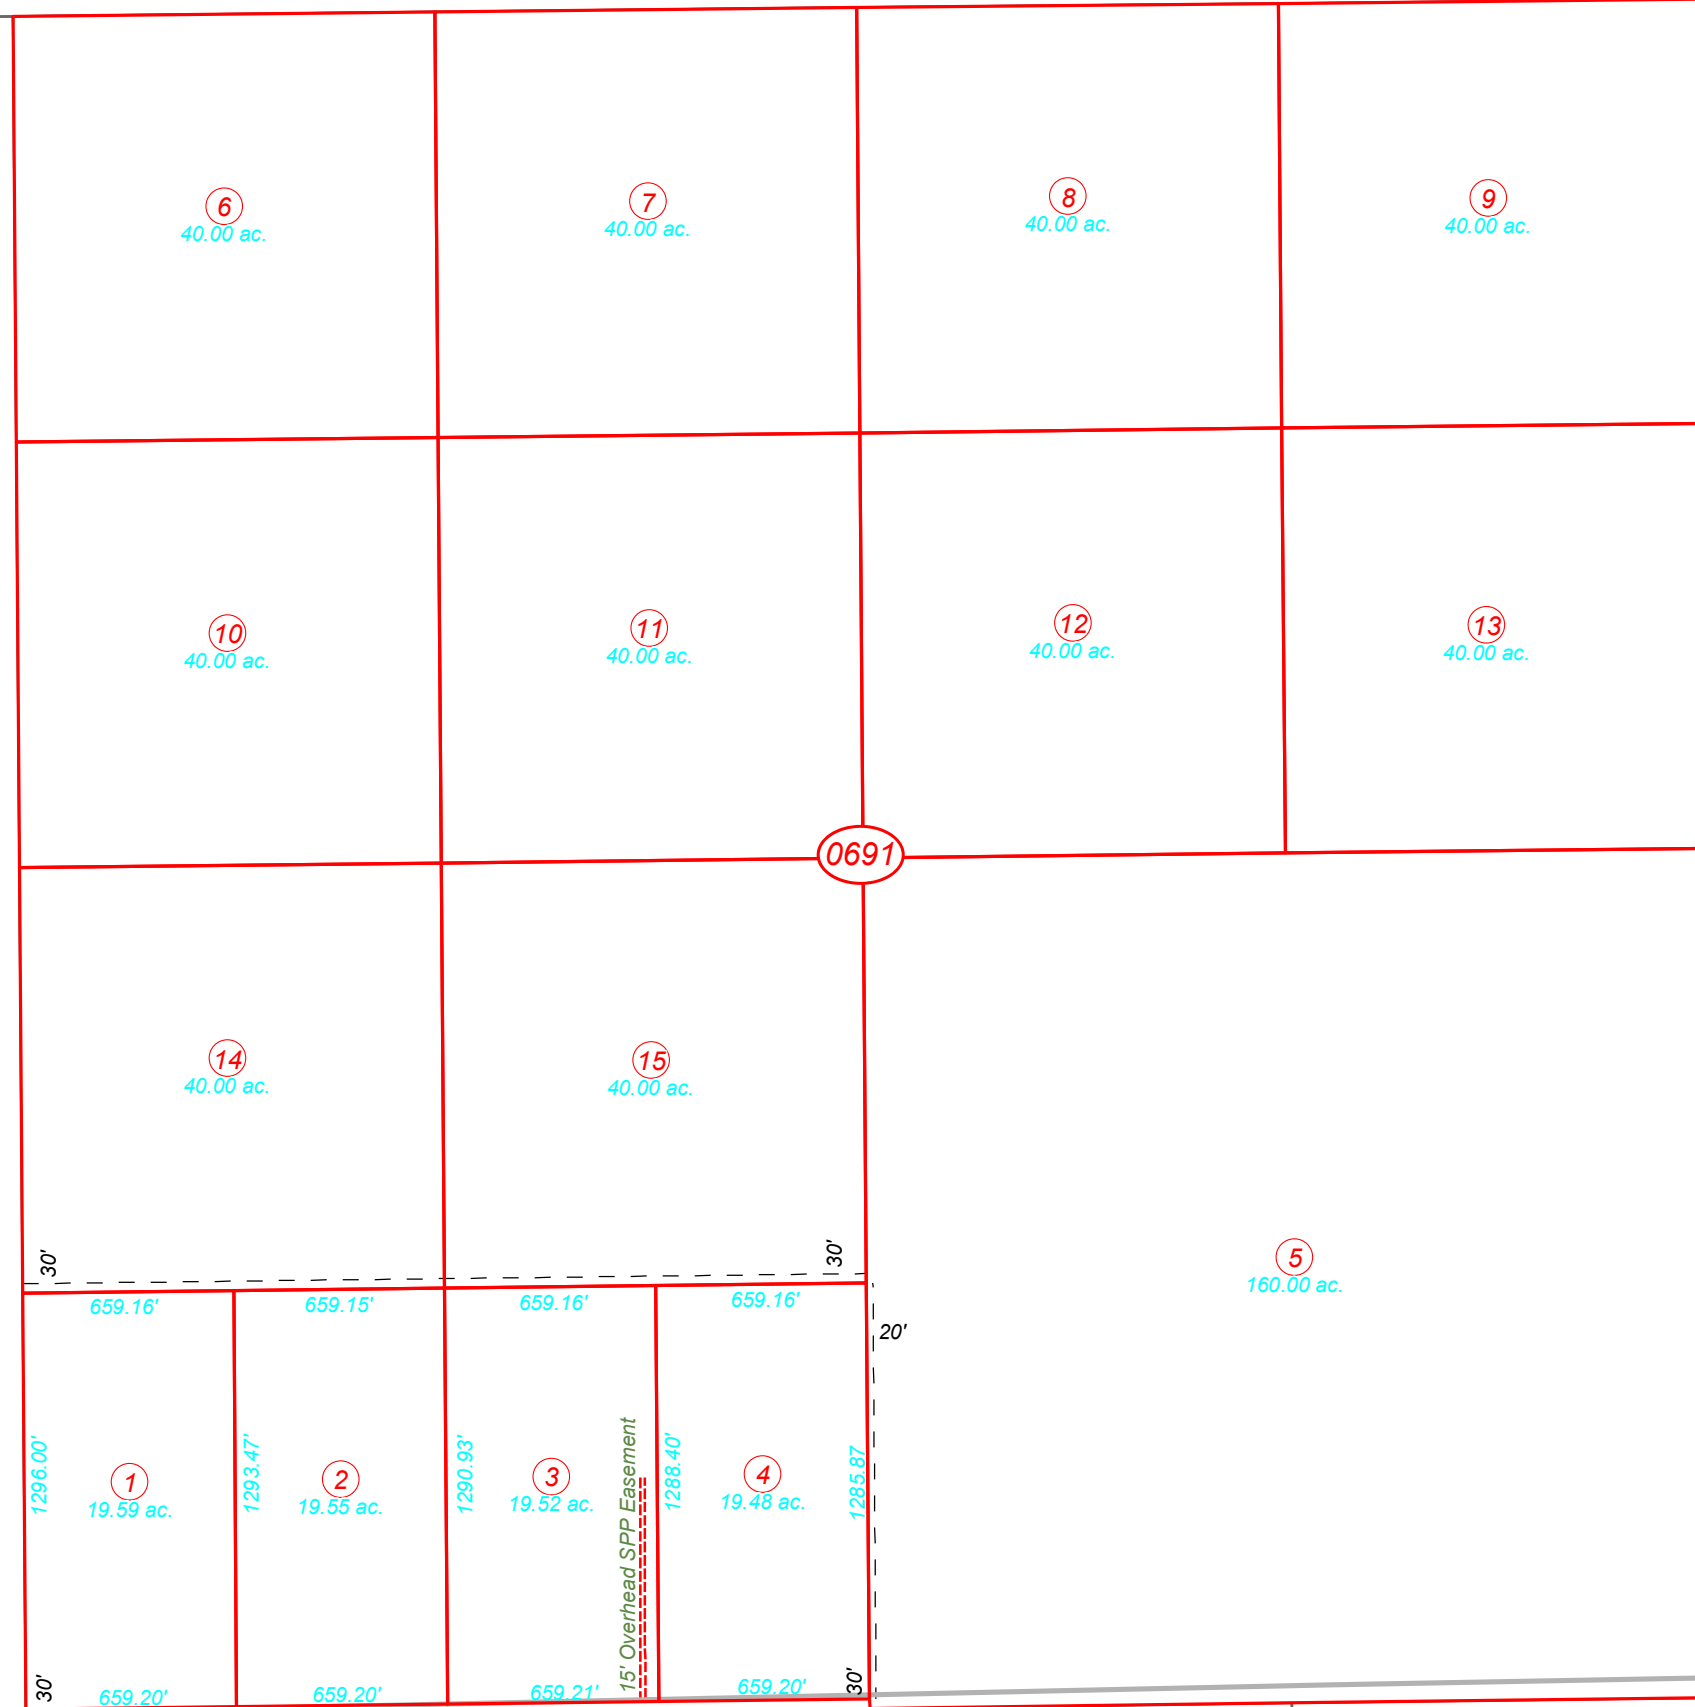 6
40.00 ac.
7
40.00 ac.
8
40.00 ac.
9
40.00 ac.
10
40.00 ac.
11
40.00 ac.
12
40.00 ac.
13
40.00 ac.
0691
14
40.00 ac.
15
40.00 ac.
30'
30'
5
160.00 ac.
659.16'
659.15'
659.16'
659.16'
20'
1296.00'
1
19.59 ac.
1293.47'
2
19.55 ac.
1290.93'
3
19.52 ac.
15' Overhead SPP Easement
1288.40'
4
19.48 ac.
1285.87
30'
659.20'
659.20'
659.21'
659.20'
30'